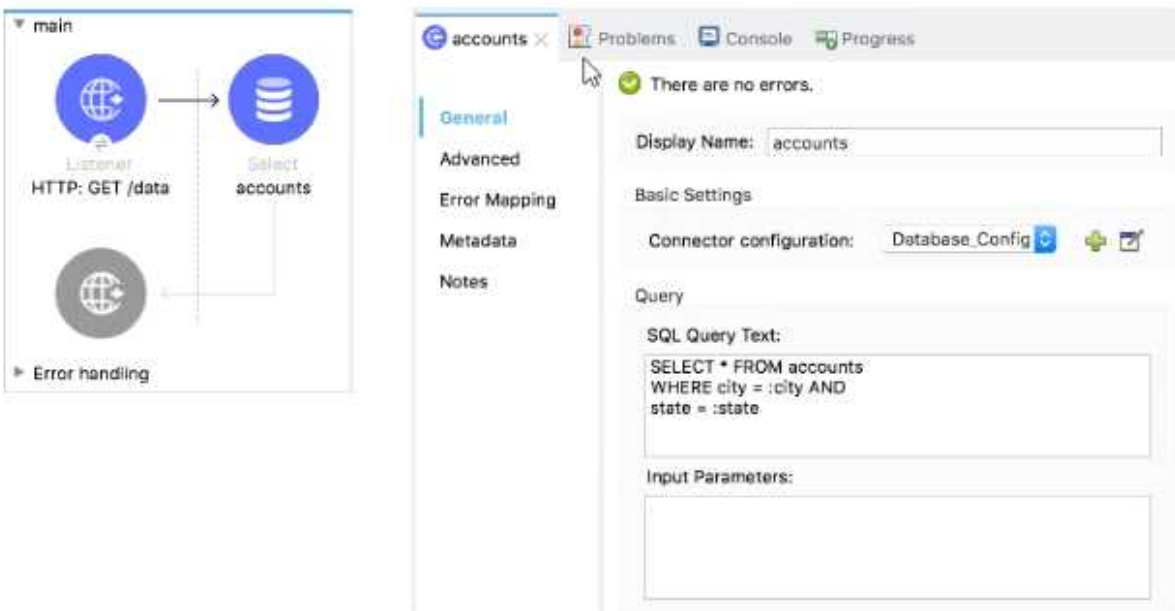 main
Listener
Select
HTTP: GET /data
accounts
Error handling
accounts
Problems
Console
Progress
There are no errors.
General
Advanced
Error Mapping
Metadata
Notes
Display Name: accounts
Basic Settings
Connector configuration: Database_Config
Query
SQL Query Text:
SELECT * FROM accounts
WHERE city = :city AND
state = :state
Input Parameters: